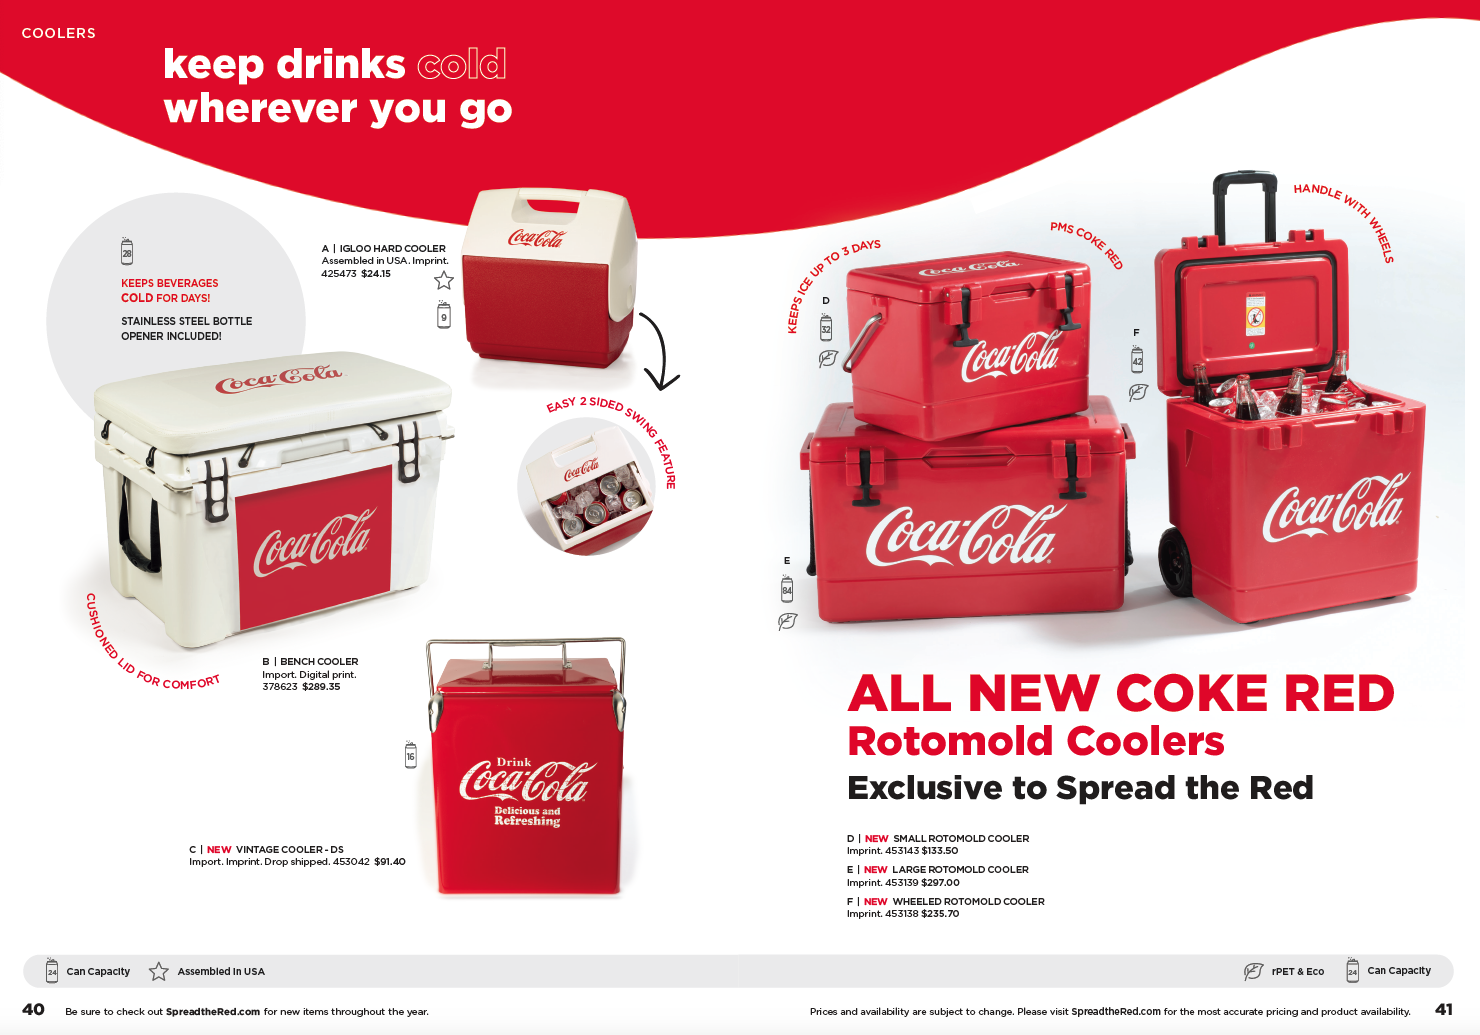 COOLERS
keep drinks cold
wherever you go
28
KEEPS BEVERAGES
COLD FOR DAYS!
STAINLESS STEEL BOTTLE
OPENER INCLUDED!
A | IGLOO HARD COOLER
Assembled in USA. Imprint.
425473 $24.15
9
Coca-Cola
EASY 2 SIDED SWING FEATURE
Coca-Cola
Coca-Cola
Coca-Cola
CUSHIONED LID FOR COMFORT
B | BENCH COOLER
Import. Digital print.
378623 $289.35
16
Drink
Coca-Cola
Delicious and
Refreshing
C | NEW VINTAGE COOLER - DS
Import. Imprint. Drop shipped. 453042 $91.40
KEEPS ICE UP TO 3 DAYS
PMS COKE RED
HANDLE WITH WHEELS
D
32
Coca-Cola
Coca-Cola
F
42
Coca-Cola
E
84
Coca-Cola
ALL NEW COKE RED
Rotomold Coolers
Exclusive to Spread the Red
D | NEW SMALL ROTOMOLD COOLER
Imprint. 453143 $133.50
E | NEW LARGE ROTOMOLD COOLER
Imprint. 453139 $297.00
F | NEW WHEELED ROTOMOLD COOLER
Imprint. 453138 $235.70
24 Can Capacity Assembled in USA
rPET & Eco 24 Can Capacity
40 Be sure to check out SpreadtheRed.com for new items throughout the year.
Prices and availability are subject to change. Please visit SpreadtheRed.com for the most accurate pricing and product availability. 41